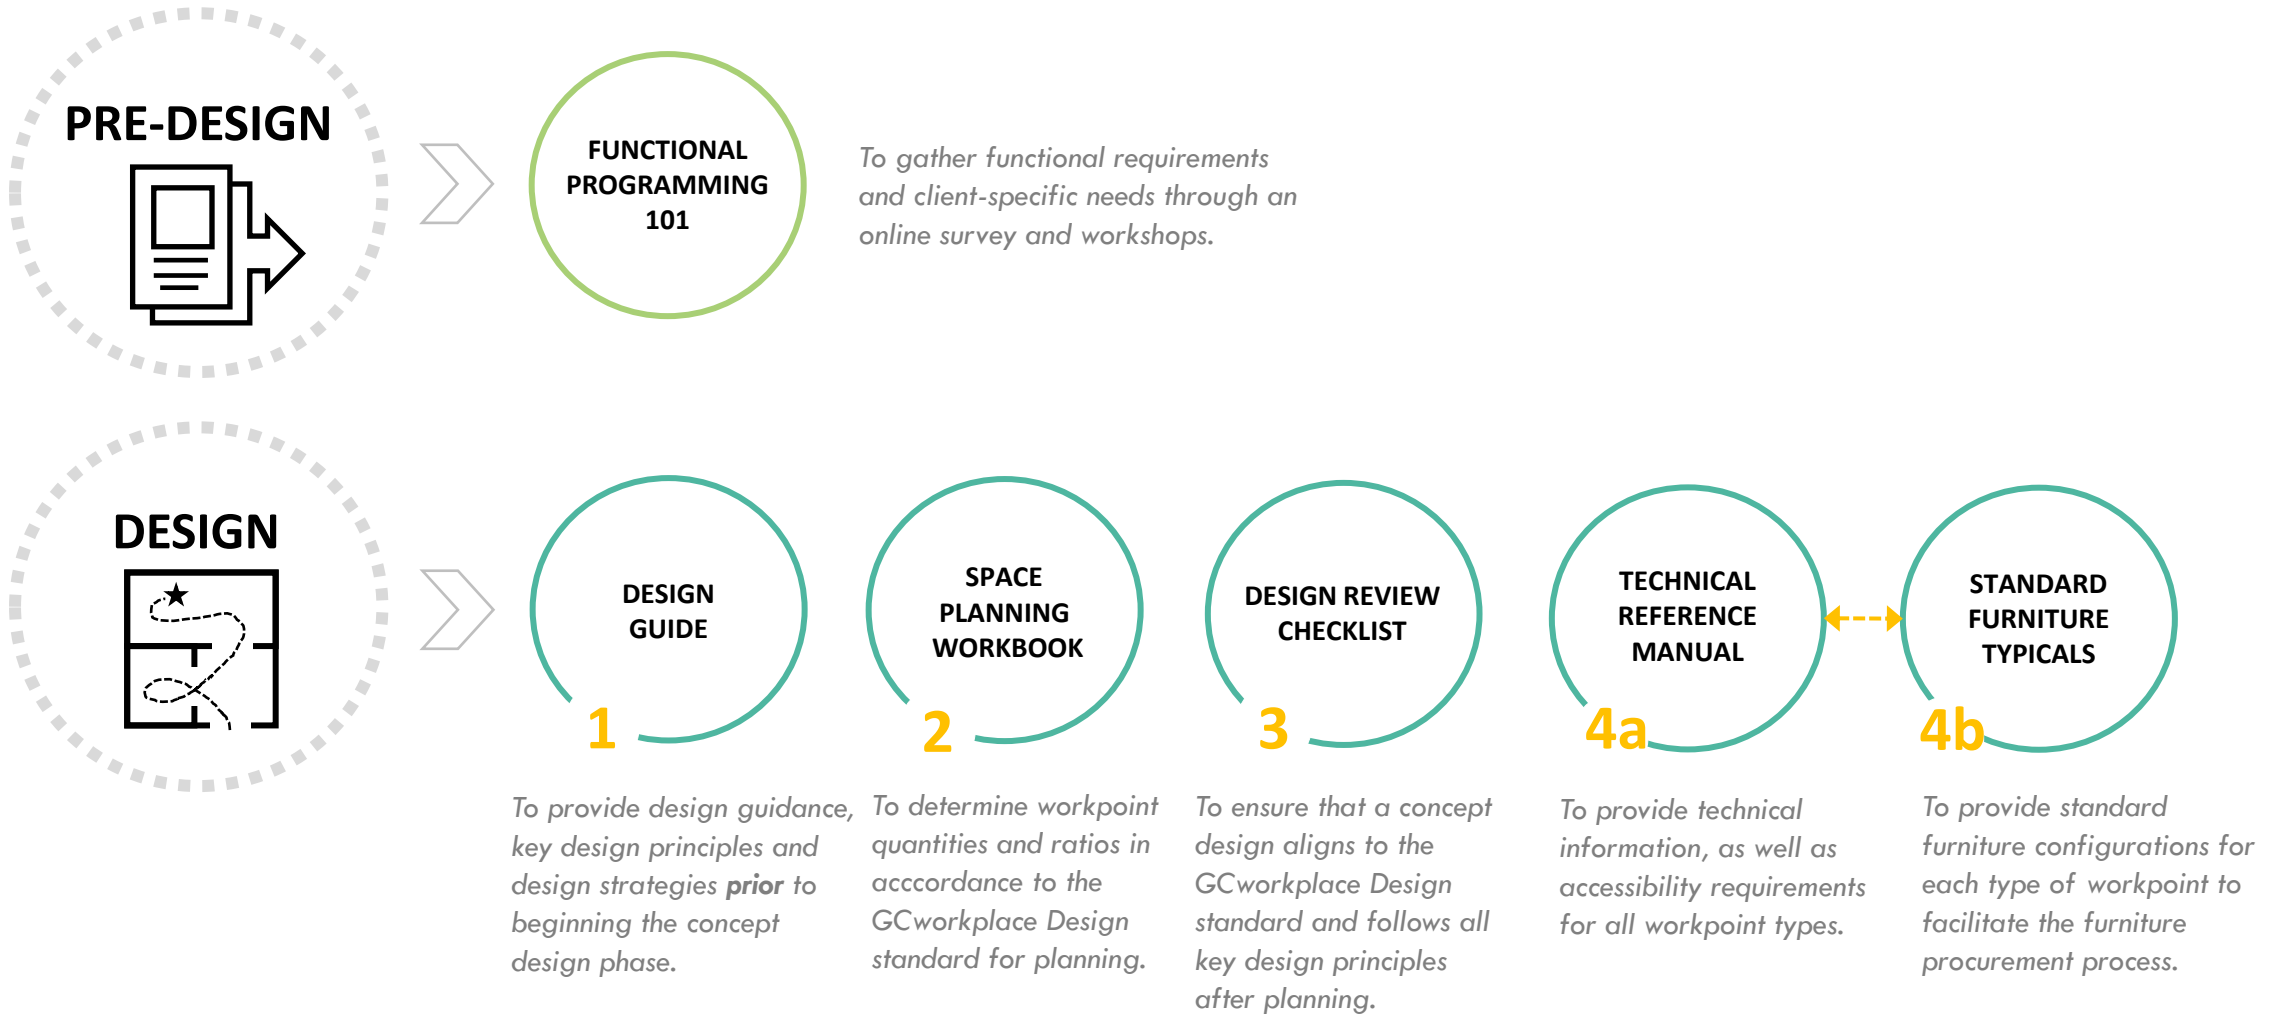 PRE-DESIGN
FUNCTIONAL
PROGRAMMING
101
To gather functional requirements
and client-specific needs through an
online survey and workshops.
DESIGN
DESIGN
GUIDE
1
To provide design guidance,
key design principles and
design strategies prior to
beginning the concept
design phase.
SPACE
PLANNING
WORKBOOK
2
To determine workpoint
quantities and ratios in
acccordance to the
GCworkplace Design
standard for planning.
DESIGN REVIEW
CHECKLIST
3
To ensure that a concept
design aligns to the
GCworkplace Design
standard and follows all
key design principles
after planning.
TECHNICAL
REFERENCE
MANUAL
4a
To provide technical
information, as well as
accessibility requirements
for all workpoint types.
STANDARD
FURNITURE
TYPICALS
4b
To provide standard
furniture configurations for
each type of workpoint to
facilitate the furniture
procurement process.